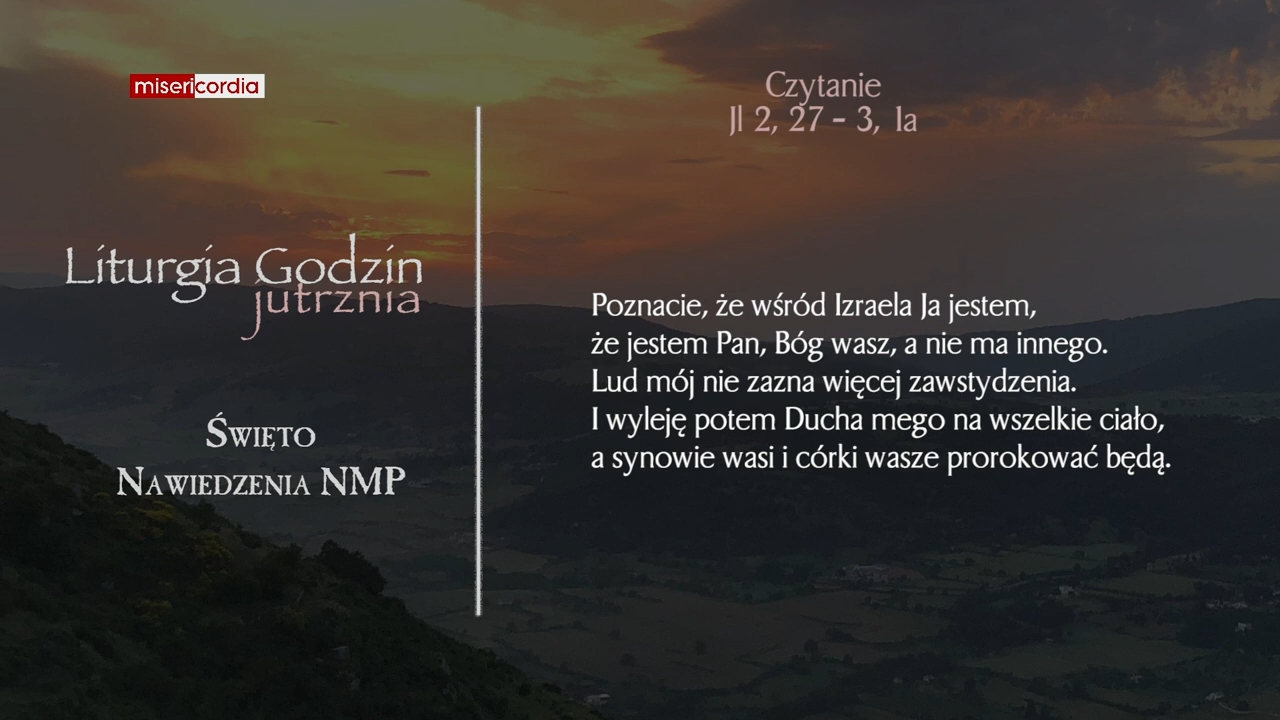 misericordia
Liturgia Godzin
jutrznia
Święto
Nawiedzenia NMP
Czytanie
Jl 2, 27 - 3, 1a
Poznacie, że wśród Izraela Ja jestem,
że jestem Pan, Bóg wasz, a nie ma innego.
Lud mój nie zazna więcej zawstydzenia.
I wyleję potem Ducha mego na wszelkie ciało,
a synowie wasi i córki wasze prorokować będą.